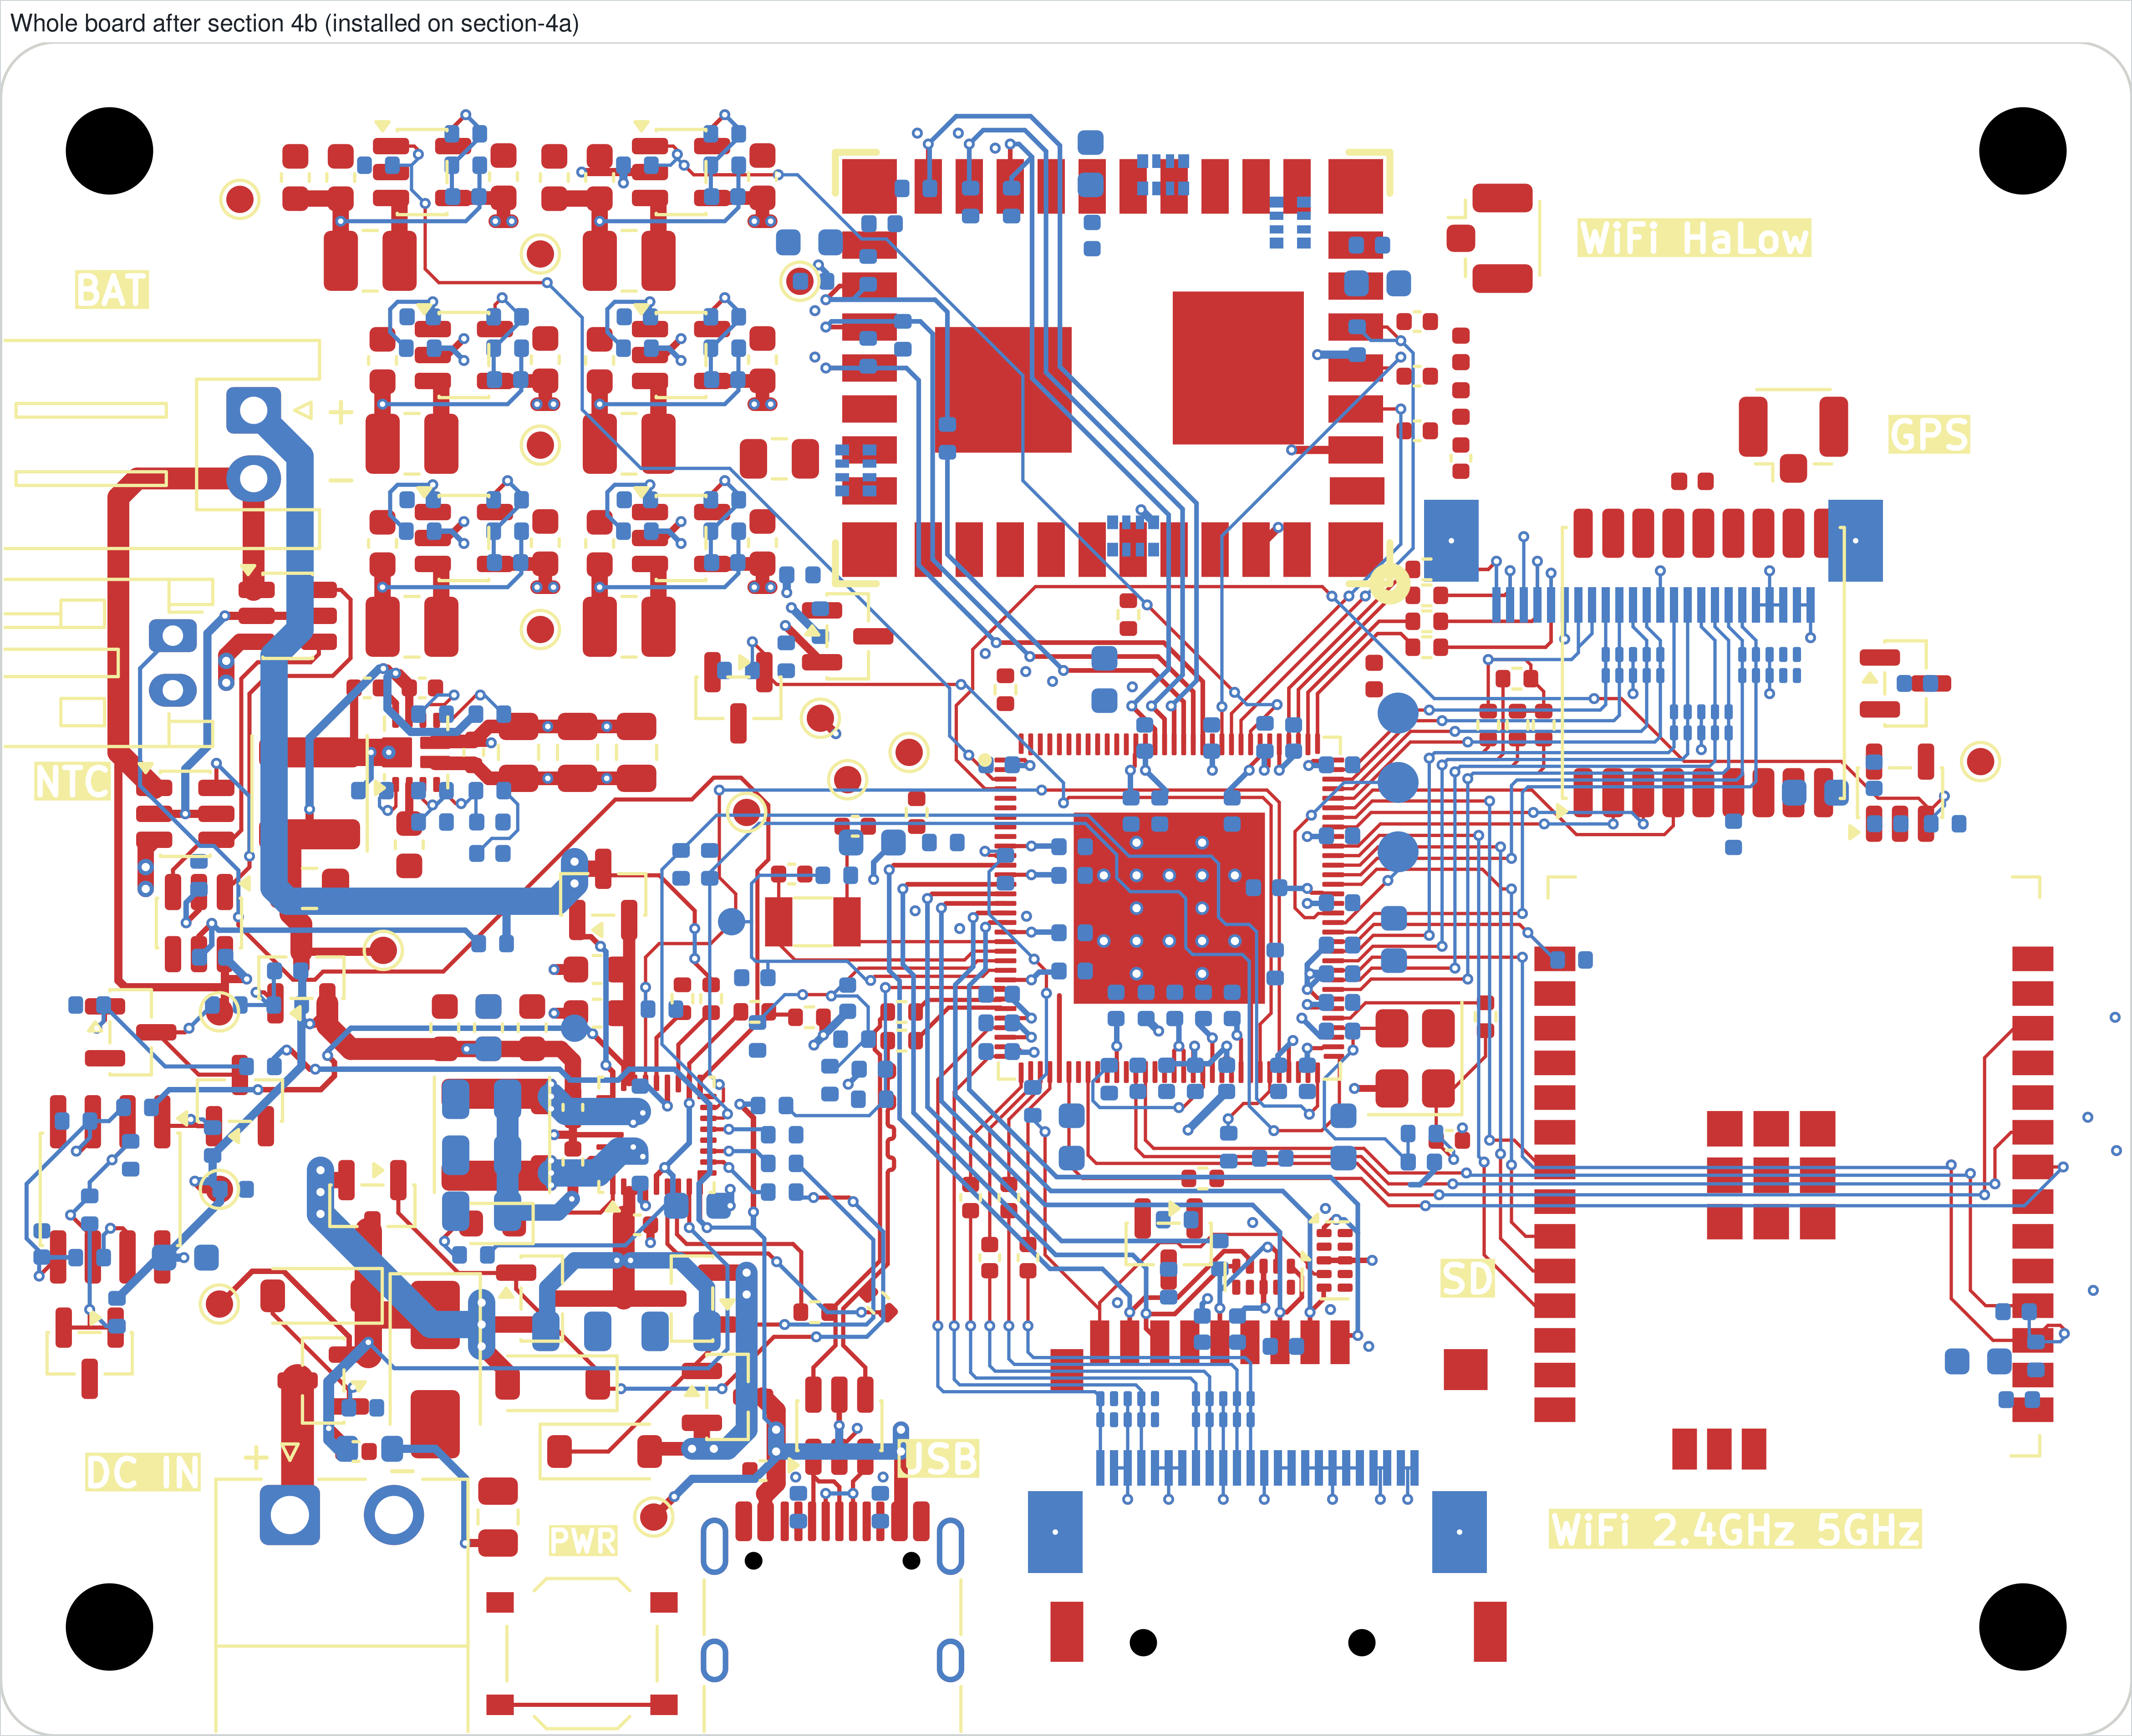 Whole board after section 4b (installed on section-4a)
WiFi HaLow
BAT
+
GPS
−
NTC
SD
+
−
DC IN
USB
PWR
WiFi 2.4GHz 5GHz